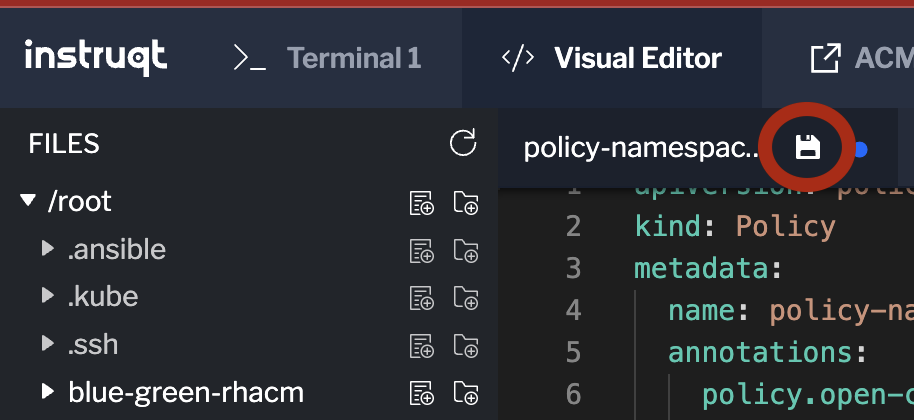 instruqt
>_ Terminal 1
</> Visual Editor
ACM
FILES
/root
.ansible
.kube
.ssh
blue-green-rhacm
policy-namespac..
1 apiVersion: polic
2 kind: Policy
3 metadata:
4 name: policy-na
5 annotations:
6 policy.open-c